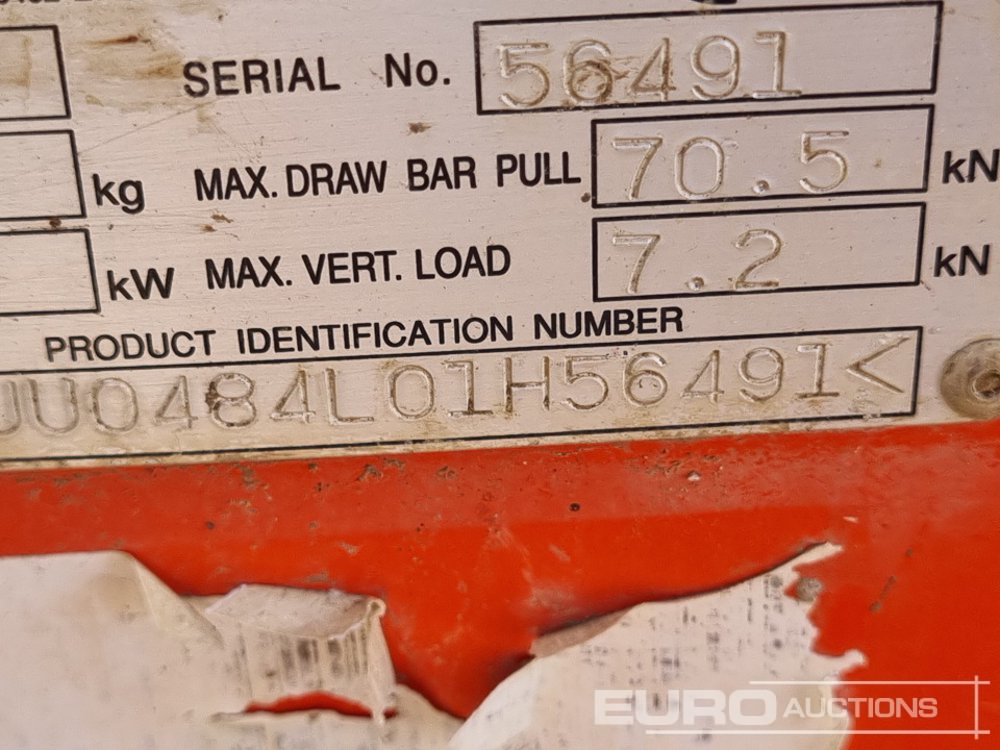 SERIAL No. 56491
kg MAX. DRAW BAR PULL 70.5 kN
kW MAX. VERT. LOAD 7.2 kN
PRODUCT IDENTIFICATION NUMBER
UU0484L01H56491<
EURO AUCTIONS